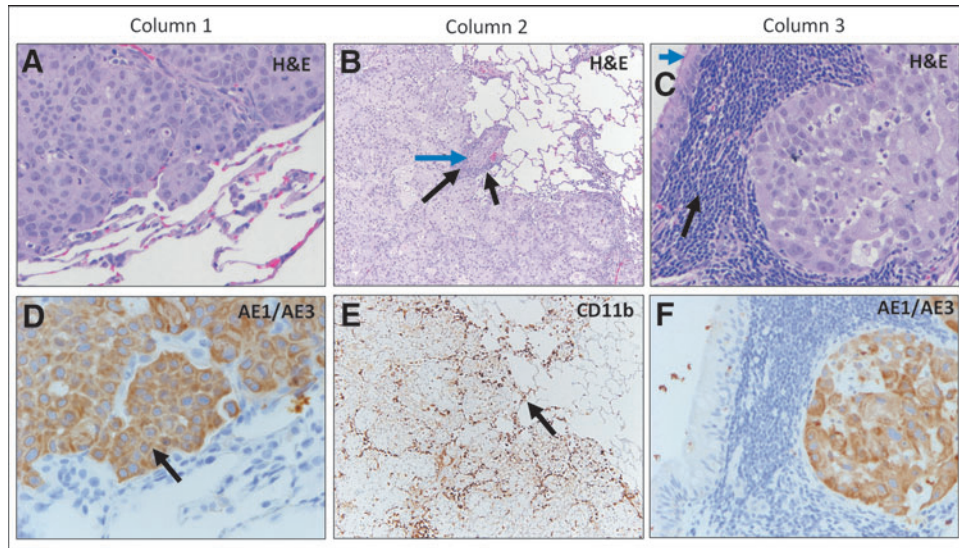 Column 1 Column 2 Column 3
A H&E B H&E C H&E
D AE1/AE3 E CD11b F AE1/AE3